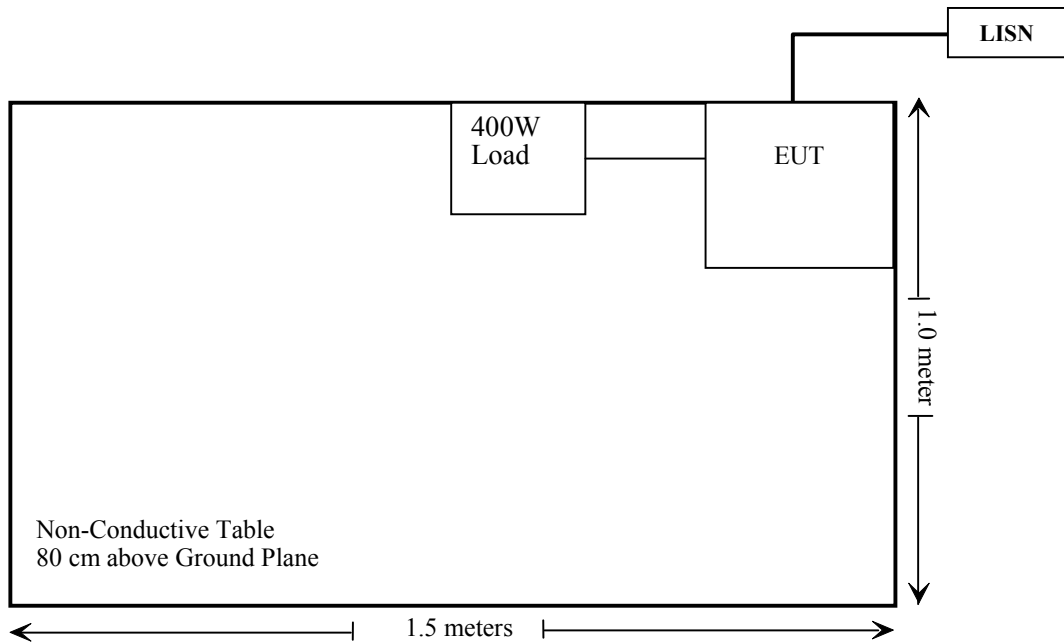 LISN
400W
Load
EUT
1.0 meter
Non-Conductive Table
80 cm above Ground Plane
1.5 meters